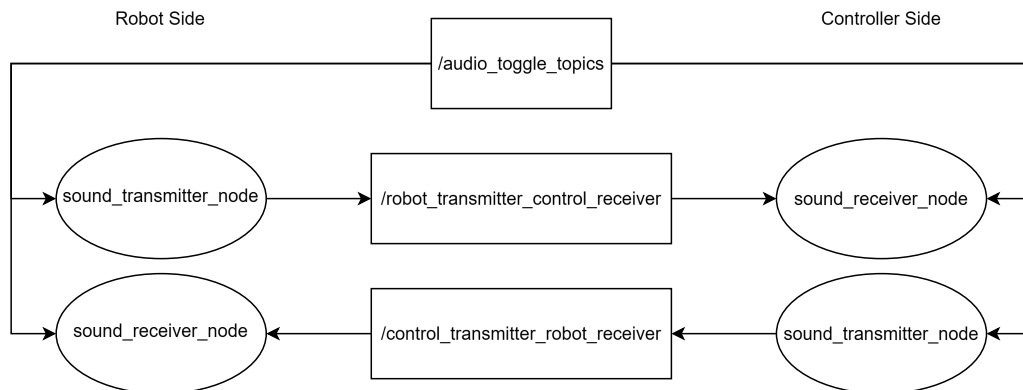 Robot Side
Controller Side
/audio_toggle_topics
sound_transmitter_node
/robot_transmitter_control_receiver
sound_receiver_node
sound_receiver_node
/control_transmitter_robot_receiver
sound_transmitter_node